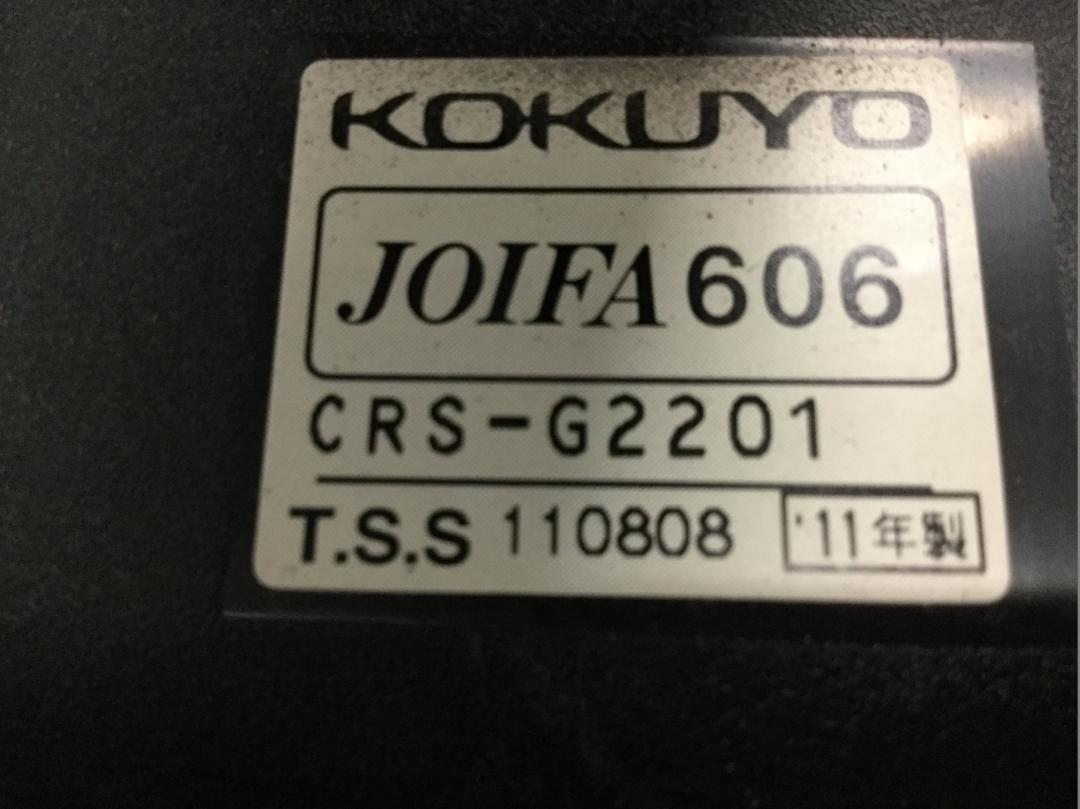 KOKUYO
JOIFA 606
CRS-G2201
T.S.S 110808 '11年製